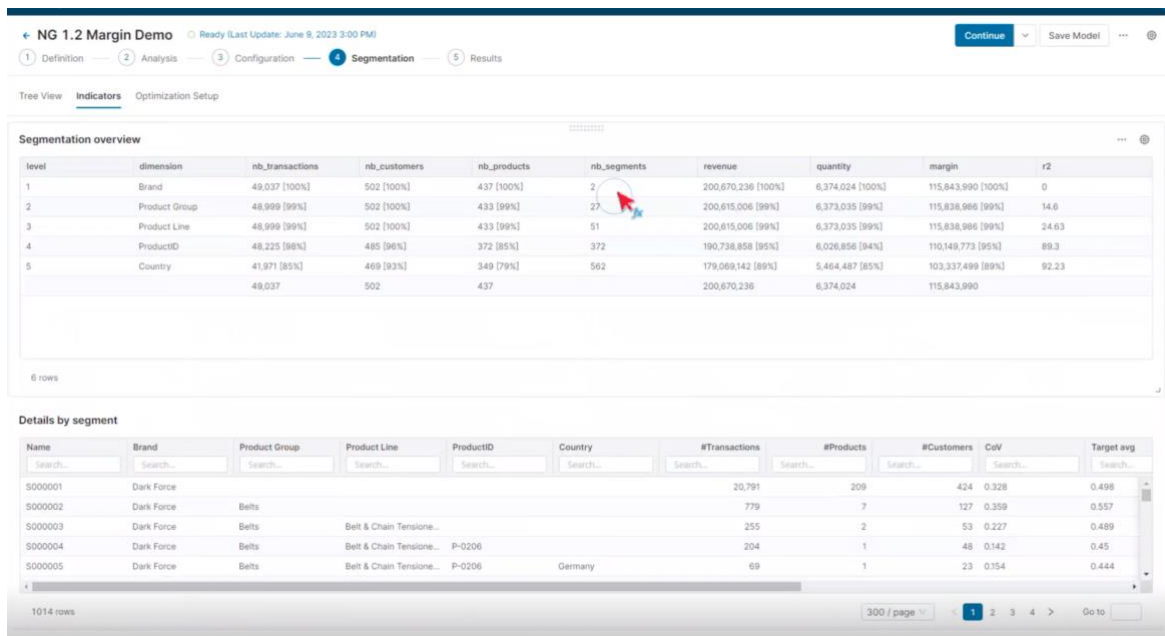 ← NG 1.2 Margin Demo Ready (Last Update: June 9, 2023 3:00 PM) Continue Save Model ...
1 Definition 2 Analysis 3 Configuration 4 Segmentation 5 Results
Tree View Indicators Optimization Setup
Segmentation overview ...
level dimension nb_transactions nb_customers nb_products nb_segments revenue quantity margin r2
1 Brand 49,037 [100%] 502 [100%] 437 [100%] 2 200,670,236 [100%] 6,374,024 [100%] 115,843,990 [100%] 0
2 Product Group 48,999 [99%] 502 [100%] 433 [99%] 27 200,615,006 [99%] 6,373,035 [99%] 115,838,986 [99%] 14.6
3 Product Line 48,999 [99%] 502 [100%] 433 [99%] 51 200,615,006 [99%] 6,373,035 [99%] 115,838,986 [99%] 24.63
4 ProductID 48,225 [98%] 485 [96%] 372 [85%] 372 190,738,858 [95%] 6,026,856 [94%] 110,149,773 [95%] 89.3
5 Country 41,971 [85%] 469 [93%] 349 [79%] 562 179,069,142 [89%] 5,464,487 [85%] 103,337,499 [89%] 92.23
49,037 502 437 200,670,236 6,374,024 115,843,990
6 rows
Details by segment
Name Brand Product Group Product Line ProductID Country #Transactions #Products #Customers CoV Target avg
Search... Search... Search... Search... Search... Search... Search... Search... Search... Search... Search...
S000001 Dark Force 20,791 209 424 0.328 0.498
S000002 Dark Force Belts 779 7 127 0.359 0.557
S000003 Dark Force Belts Belt & Chain Tensione... 255 2 53 0.227 0.489
S000004 Dark Force Belts Belt & Chain Tensione... P-0206 204 1 48 0.142 0.45
S000005 Dark Force Belts Belt & Chain Tensione... P-0206 Germany 69 1 23 0.154 0.444
1014 rows 300 / page < 1 2 3 4 > Go to